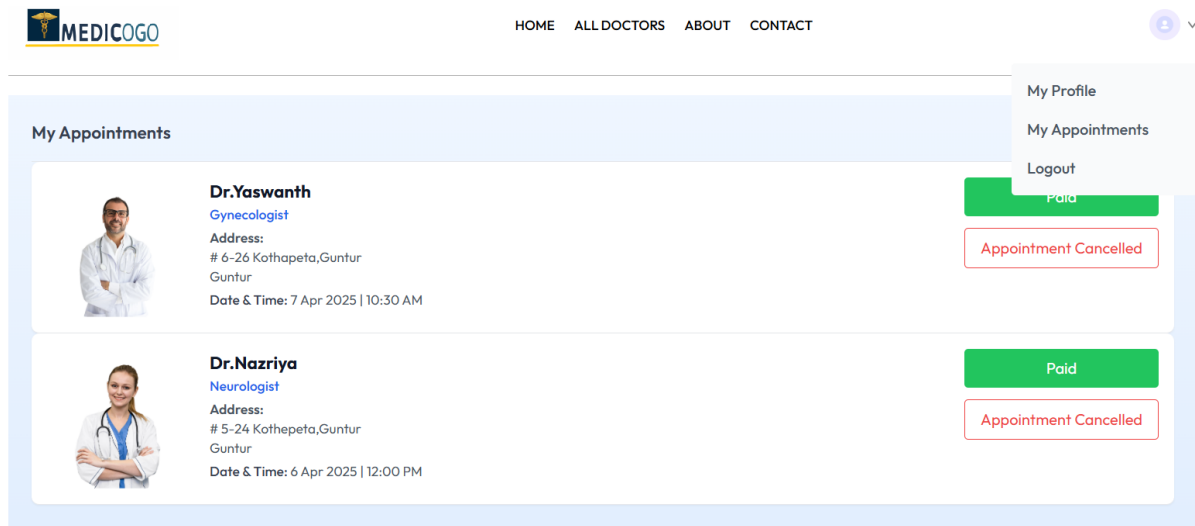 MEDICOGO
HOME ALL DOCTORS ABOUT CONTACT
My Profile
My Appointments
Logout
My Appointments
Dr.Yaswanth
Gynecologist
Address:
# 6-26 Kothapeta,Guntur
Guntur
Date & Time: 7 Apr 2025 | 10:30 AM
Paid
Appointment Cancelled
Dr.Nazriya
Neurologist
Address:
# 5-24 Kothepeta,Guntur
Guntur
Date & Time: 6 Apr 2025 | 12:00 PM
Paid
Appointment Cancelled